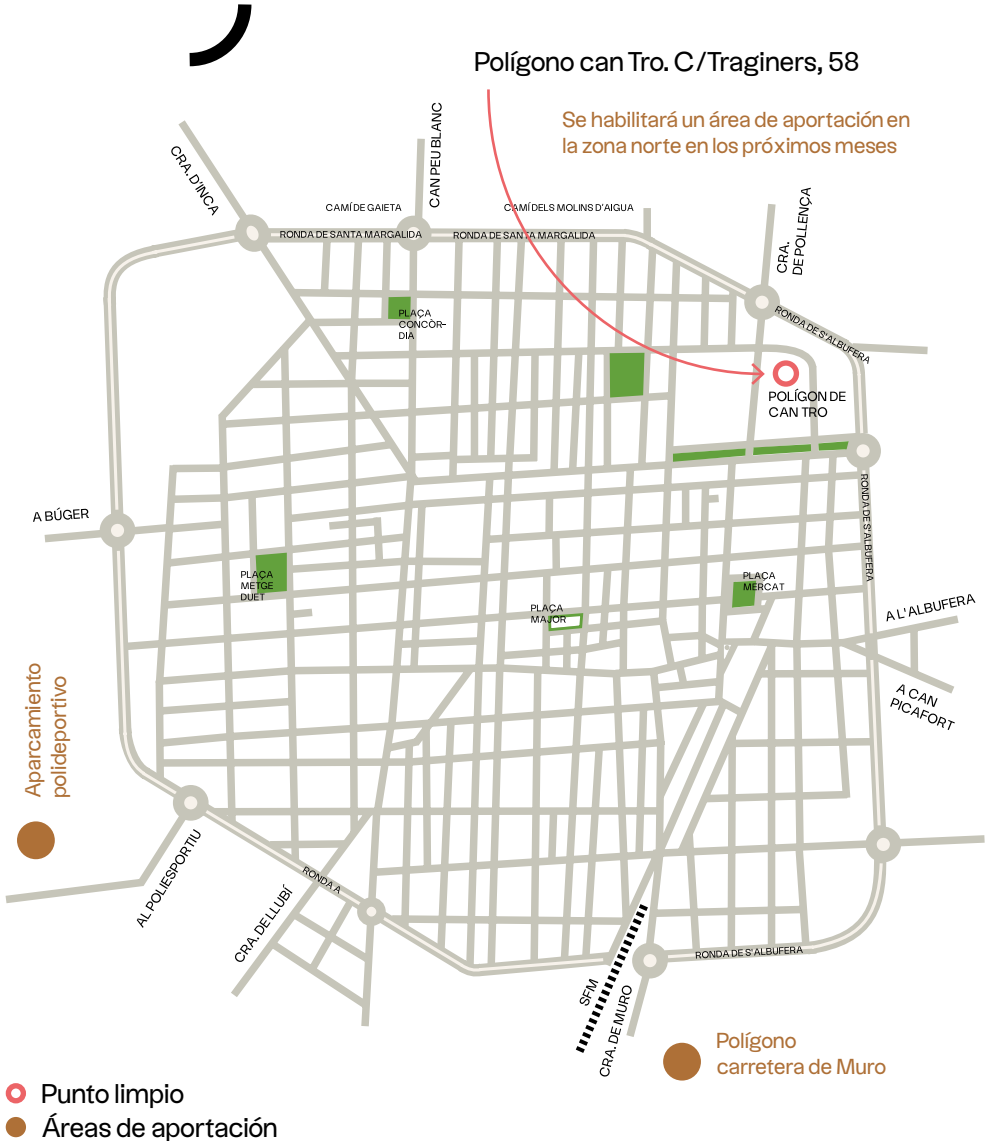 Polígono can Tro. C/Traginers, 58
Se habilitará un área de aportación en
la zona norte en los próximos meses
CRA. D'INCA
CAN PEU BLANC
CAMÍ DE GAIETA
CAMÍ DELS MOLINS D'AIGUA
CRA.
DE POLLENÇA
RONDA DE SANTA MARGALIDA
RONDA DE SANTA MARGALIDA
RONDA DE S'ALBUFERA
PLAÇA
CONCÒR-
DIA
POLÍGON DE
CAN TRO
RONDA DE S'ALBUFERA
A BÚGER
PLAÇA
METGE
DUET
PLAÇA
MERCAT
PLAÇA
MAJOR
A L'ALBUFERA
A CAN
PICAFORT
Aparcamiento
polideportivo
AL POLIESPORTIU
RONDA A
CRA. DE LLUBÍ
RONDA DE S'ALBUFERA
SFM
CRA. DE MURO
Polígono
carretera de Muro
Punto limpio
Áreas de aportación